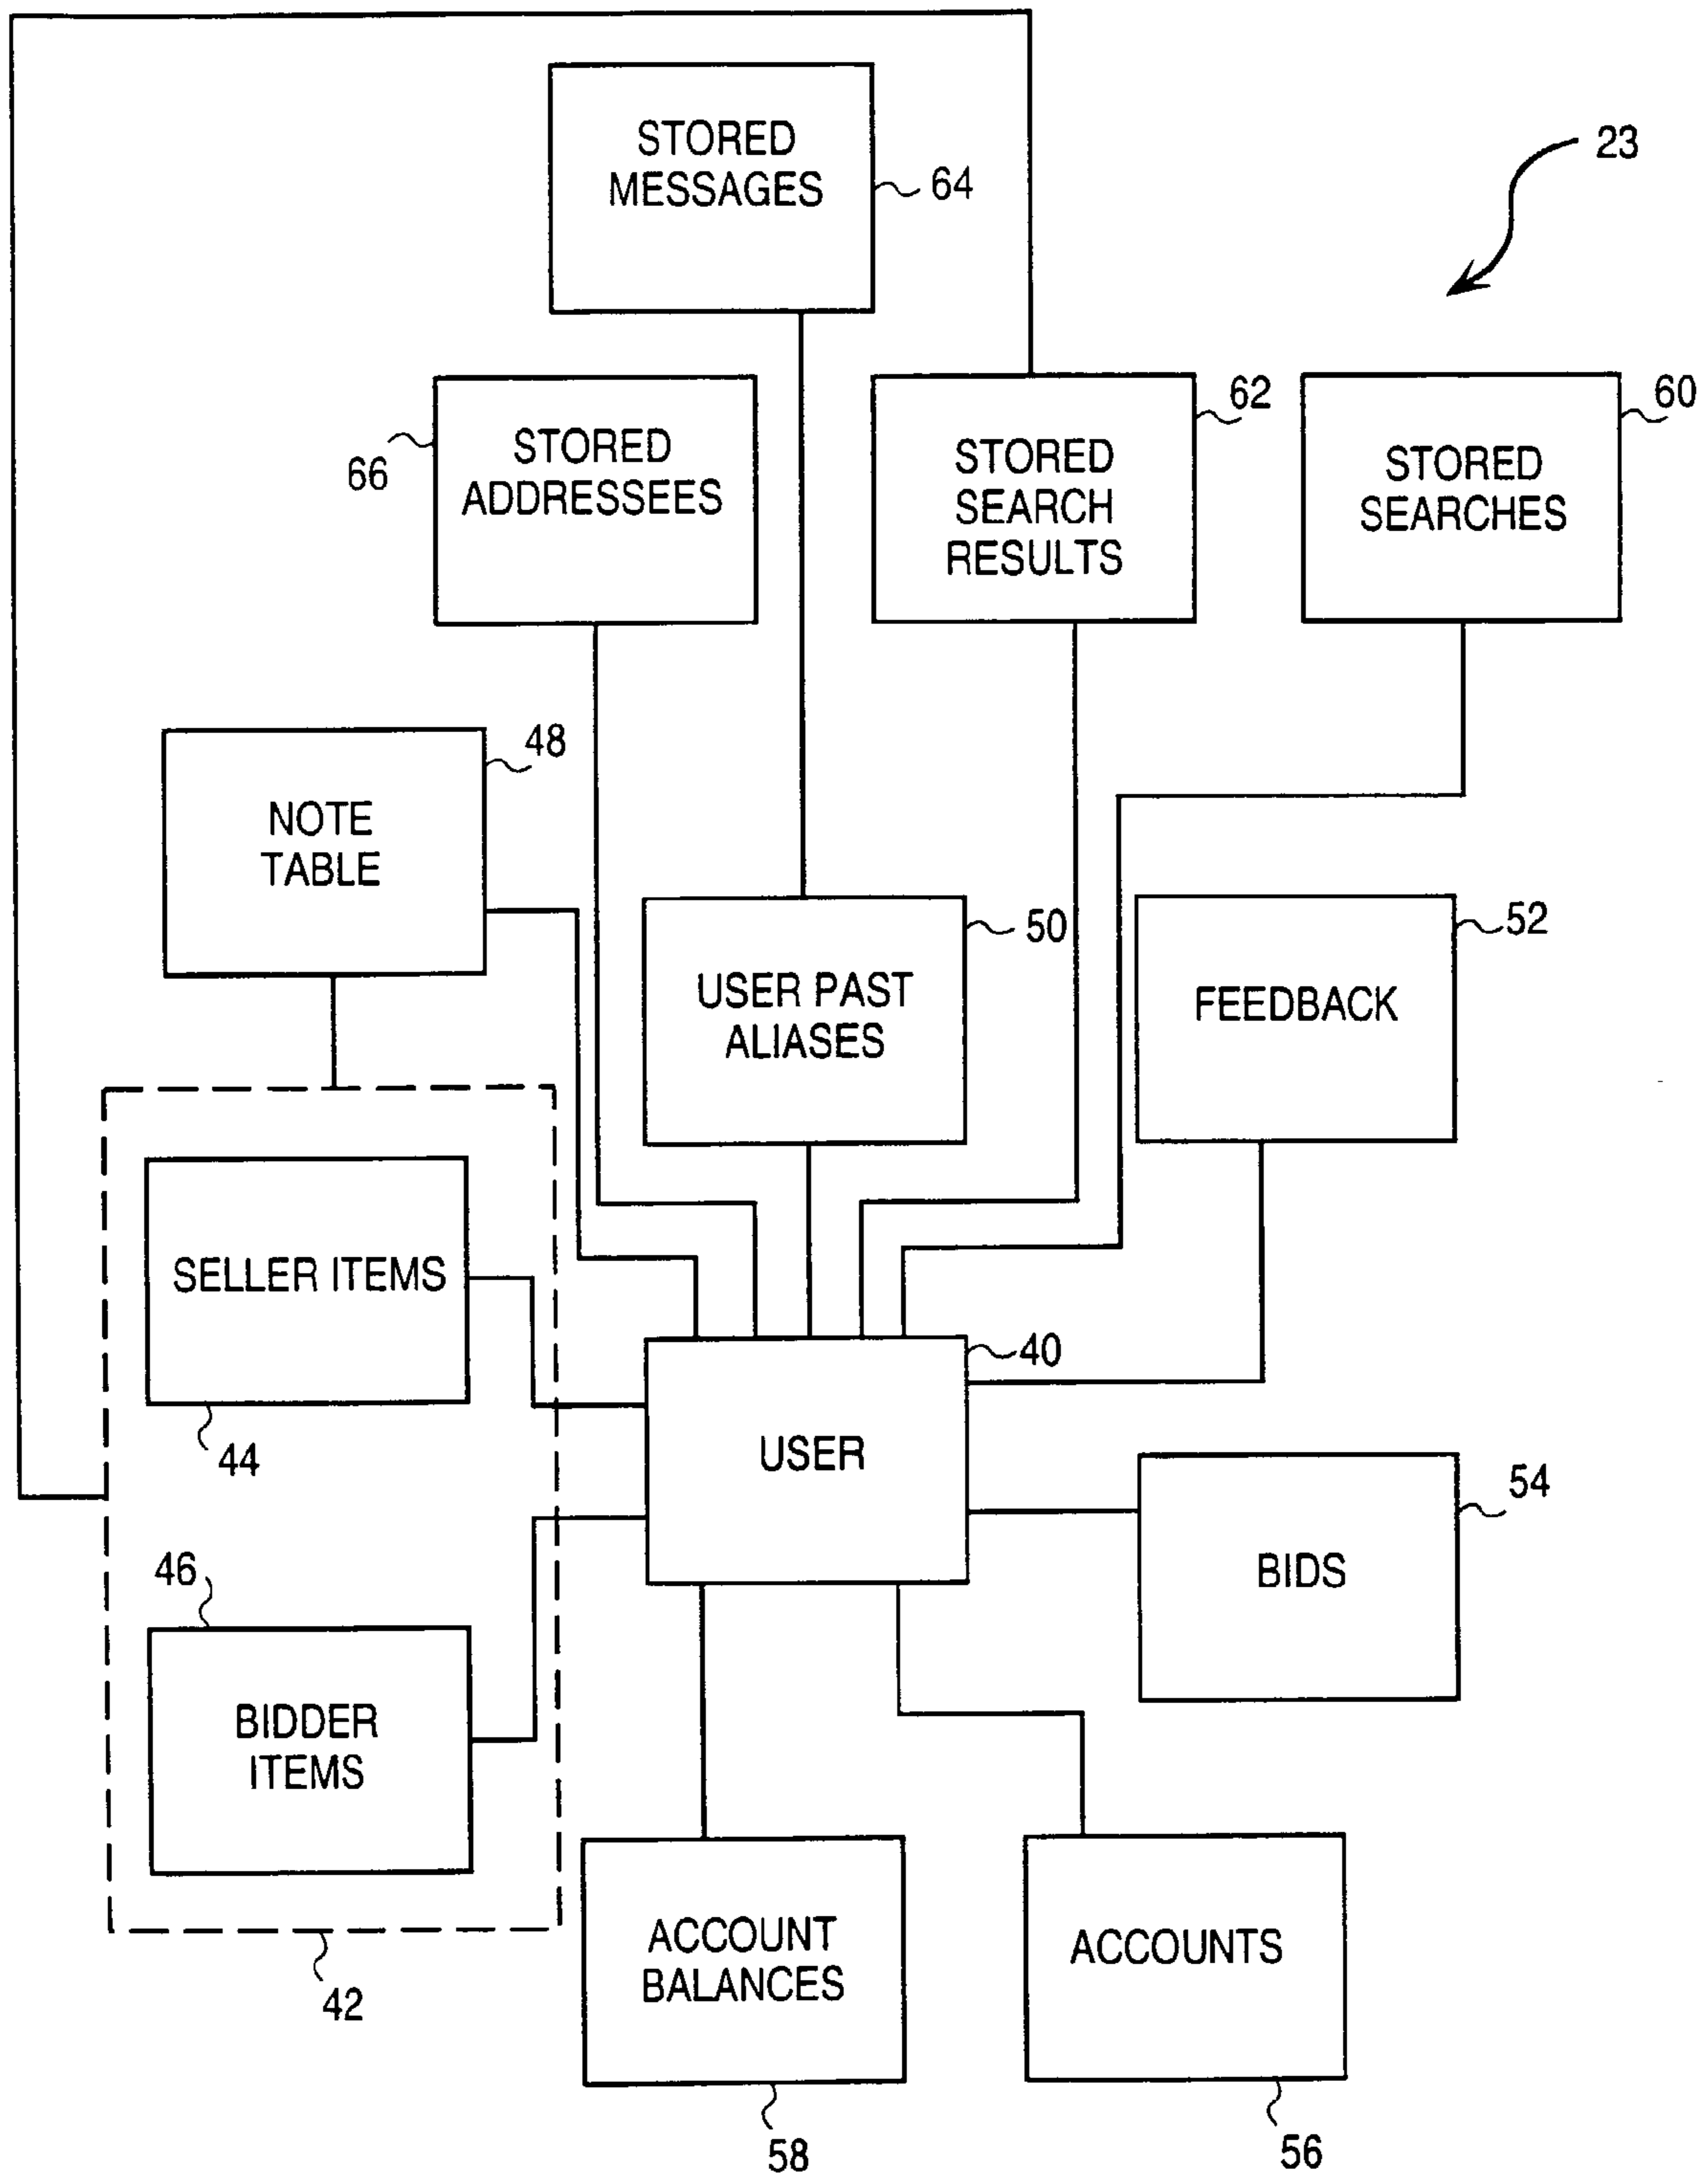 23
STORED
MESSAGES
64
62
60
STORED
ADDRESSEES
66
STORED
SEARCH
RESULTS
STORED
SEARCHES
48
NOTE
TABLE
50
52
USER PAST
ALIASES
FEEDBACK
SELLER ITEMS
44
40
USER
54
BIDS
46
BIDDER
ITEMS
42
ACCOUNT
BALANCES
58
ACCOUNTS
56